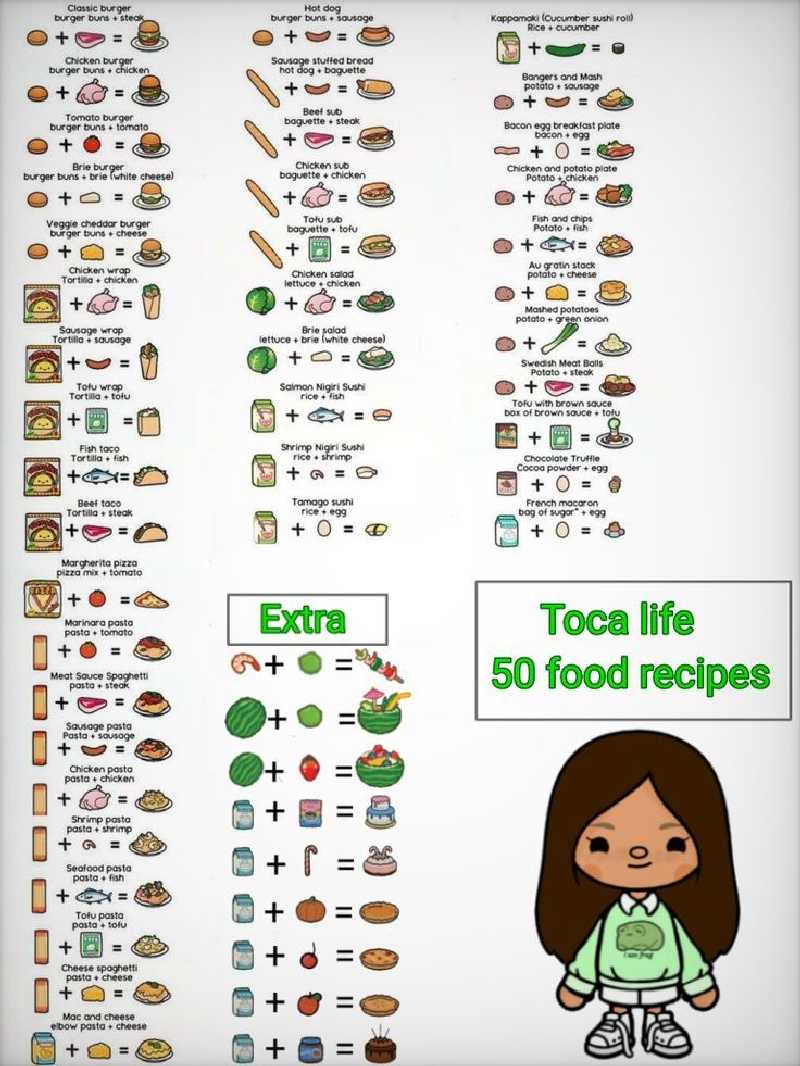 Classic burger
burger buns + steak
Chicken burger
burger buns + chicken
Tomato burger
burger buns + tomato
Brie burger
burger buns + brie (white cheese)
Veggie cheddar burger
burger buns + cheese
Chicken wrap
Tortilla + chicken
Sausage wrap
Tortilla + sausage
Tofu wrap
Tortilla + tofu
Fish taco
Tortilla + fish
Beef taco
Tortilla + steak
Margherita pizza
pizza mix + tomato
Marinara pasta
pasta + tomato
Meat Sauce Spaghetti
pasta + steak
Sausage pasta
Pasta + sausage
Chicken pasta
pasta + chicken
Shrimp pasta
pasta + shrimp
Seafood pasta
pasta + fish
Tofu pasta
pasta + tofu
Cheese spaghetti
pasta + cheese
Mac and cheese
elbow pasta + cheese
Hot dog
burger buns + sausage
Sausage stuffed bread
hot dog + baguette
Beef sub
baguette + steak
Chicken sub
baguette + chicken
Tofu sub
baguette + tofu
Chicken salad
lettuce + chicken
Brie salad
lettuce + brie (white cheese)
Salmon Nigiri Sushi
rice + fish
Shrimp Nigiri Sushi
rice + shrimp
Tamago sushi
rice + egg
Extra
Kappamaki (Cucumber sushi roll)
Rice + cucumber
Bangers and Mash
potato + sausage
Bacon egg breakfast plate
bacon + egg
Chicken and potato plate
Potato + chicken
Fish and chips
Potato + fish
Au gratin stack
potato + cheese
Mashed potatoes
potato + green onion
Swedish Meat Balls
Potato + steak
Tofu with brown sauce
box of brown sauce + tofu
Chocolate Truffle
Cocoa powder + egg
French macaron
bag of sugar" + egg
Toca life
50 food recipes